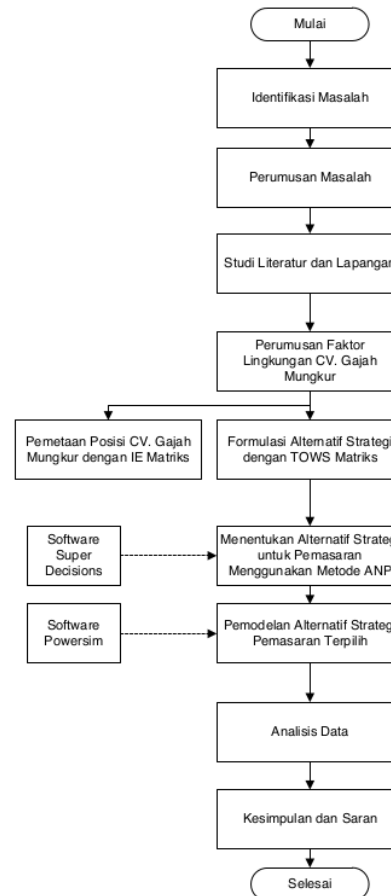 Mulai
Identifikasi Masalah
Perumusan Masalah
Studi Literatur dan Lapangan
Perumusan Faktor
Lingkungan CV. Gajah
Mungkur
Pemetaan Posisi CV. Gajah
Mungkur dengan IE Matriks
Formulasi Alternatif Strategi
dengan TOWS Matriks
Software
Super
Decisions
Menentukan Alternatif Strateg
untuk Pemasaran
Menggunakan Metode ANP
Software
Powersim
Pemodelan Alternatif Strateg
Pemasaran Terpilih
Analisis Data
Kesimpulan dan Saran
Selesai